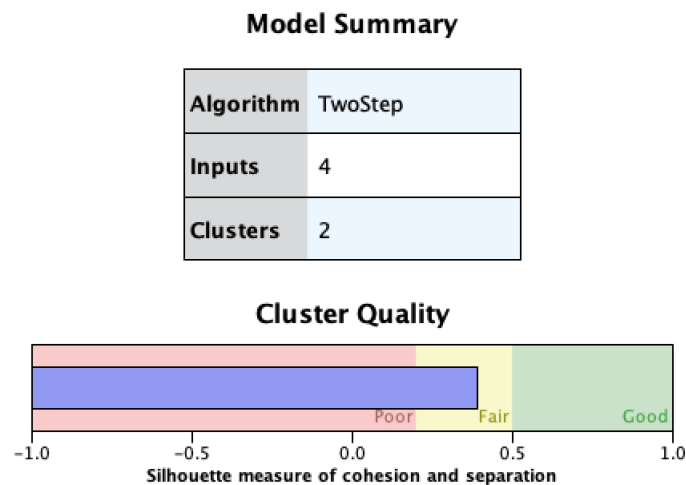 Model Summary
Algorithm TwoStep
Inputs 4
Clusters 2
Cluster Quality
Poor Fair Good
-1.0 -0.5 0.0 0.5 1.0
Silhouette measure of cohesion and separation